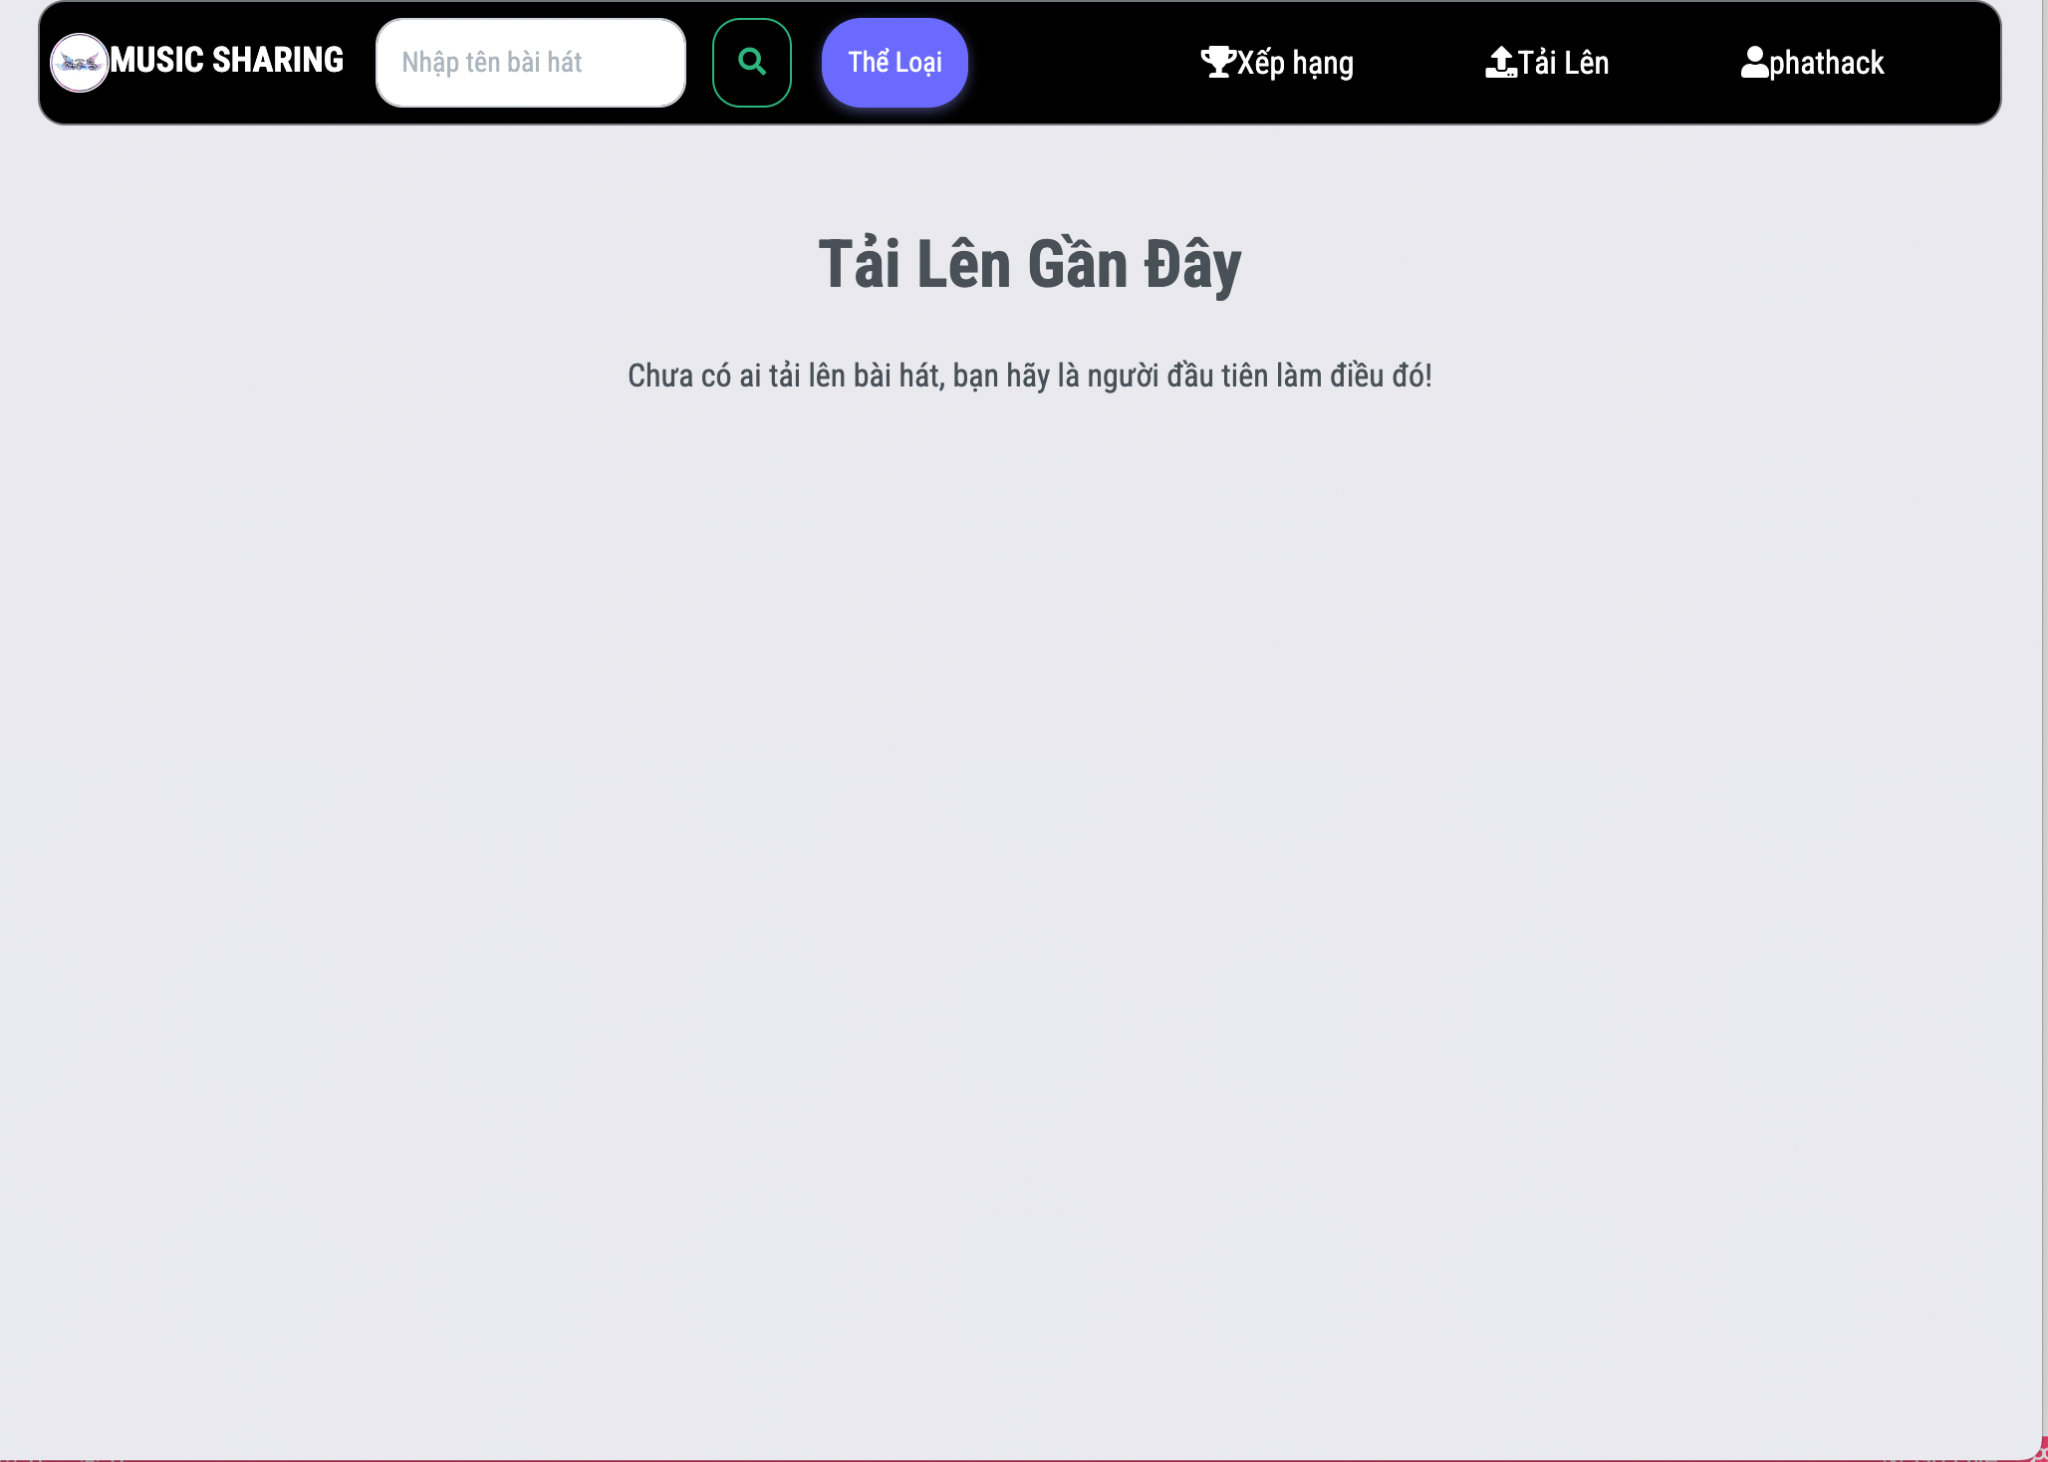 MUSIC SHARING
Nhập tên bài hát
Thể Loại
Xếp hạng
Tải Lên
phathack
Tải Lên Gần Đây
Chưa có ai tải lên bài hát, bạn hãy là người đầu tiên làm điều đó!